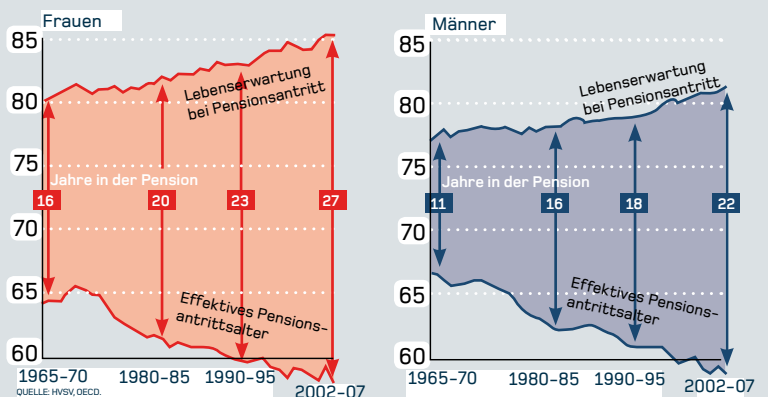 Frauen
85
80
75
70
65
60
Lebenserwartung
bei Pensionsantritt
Jahre in der Pension
16
20
23
27
Effektives Pensions-
antrittsalter
1965–70
1980–85
1990–95
2002–07
QUELLE: HVSV, OECD.
Männer
85
80
75
70
65
60
Lebenserwartung
bei Pensionsantritt
Jahre in der Pension
11
16
18
22
Effektives Pensions-
antrittsalter
1965–70
1980–85
1990–95
2002–07